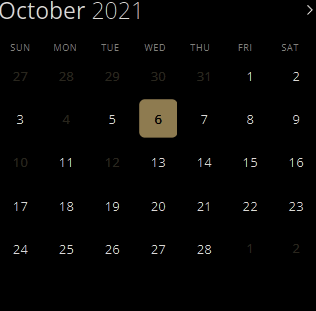 October 2021 >
SUN MON TUE WED THU FRI SAT
27 28 29 30 31 1 2
3 4 5 6 7 8 9
10 11 12 13 14 15 16
17 18 19 20 21 22 23
24 25 26 27 28 1 2